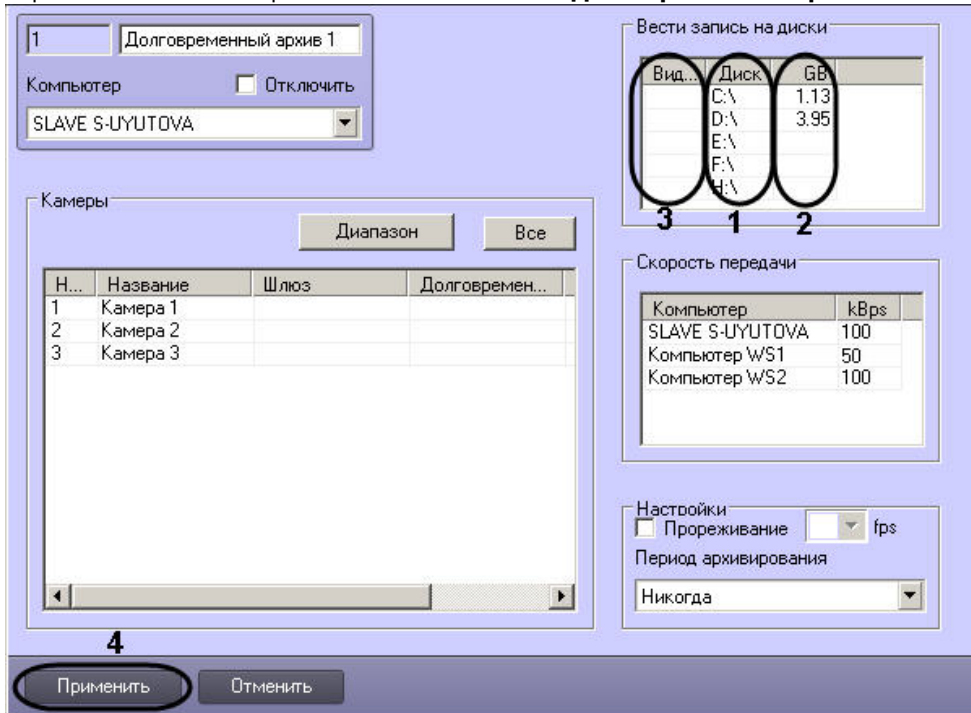 1 Долговременный архив 1
Компьютер Отключить
SLAVE S-UYUTOVA
Камеры
Диапазон Все
Н... Название Шлюз Долговремен...
1 Камера 1
2 Камера 2
3 Камера 3
Вести запись на диски
Вид... Диск GB
C:\ 1.13
D:\ 3.95
E:\
F:\
H:\
3 1 2
Скорость передачи
Компьютер kBps
SLAVE S-UYUTOVA 100
Компьютер WS1 50
Компьютер WS2 100
Настройки
Прореживание fps
Период архивирования
Никогда
4
Применить Отменить